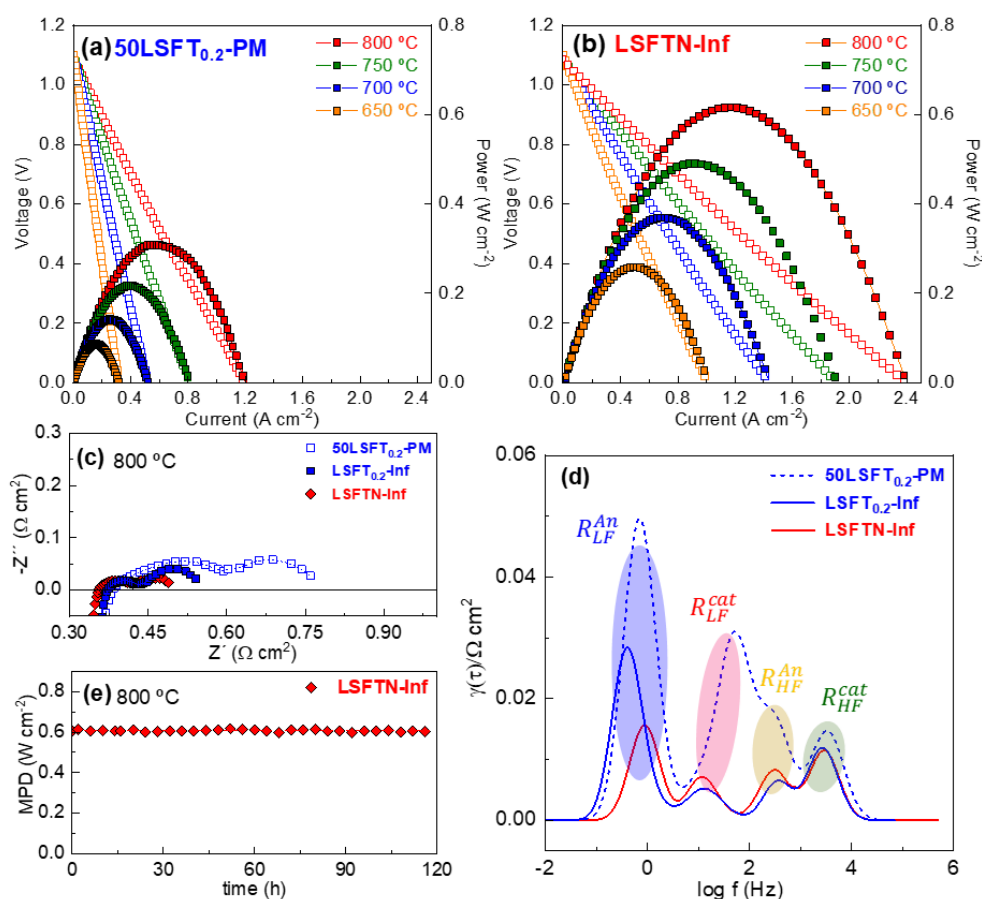 (a) 50LSFT0.2-PM
800 ºC
750 ºC
700 ºC
650 ºC
1.2
1.0
0.8
0.6
0.4
0.2
0.0
Voltage (V)
0.8
0.6
0.4
0.2
0.0
Power (W cm-2)
0.0 0.4 0.8 1.2 1.6 2.0 2.4
Current (A cm-2)
(b) LSFTN-Inf
800 ºC
750 ºC
700 ºC
650 ºC
1.2
1.0
0.8
0.6
0.4
0.2
0.0
Voltage (V)
0.8
0.6
0.4
0.2
0.0
Power (W cm-2)
0.0 0.4 0.8 1.2 1.6 2.0 2.4
Current (A cm-2)
(c) 800 ºC
50LSFT0.2-PM
LSFT0.2-Inf
LSFTN-Inf
0.3
0.2
0.1
0.0
-Z´´ (Ω cm2)
0.30 0.45 0.60 0.75 0.90
Z´ (Ω cm2)
(d)
50LSFT0.2-PM
LSFT0.2-Inf
LSFTN-Inf
R LF An
R LF cat
R HF An
R HF cat
0.06
0.04
0.02
0.00
γ(τ)/Ω cm2
-2 0 2 4 6
log f (Hz)
(e) 800 ºC
LSFTN-Inf
0.8
0.6
0.4
0.2
0.0
MPD (W cm-2)
0 30 60 90 120
time (h)